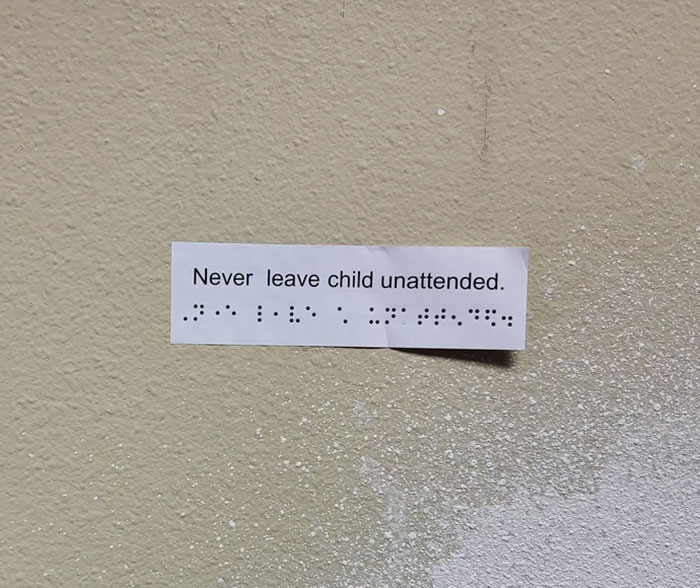 Never  leave child unattended.
⠠⠝⠐⠑ ⠇⠂⠧⠑ ⠡ ⠥⠝⠁⠞⠞⠢⠙⠫⠲